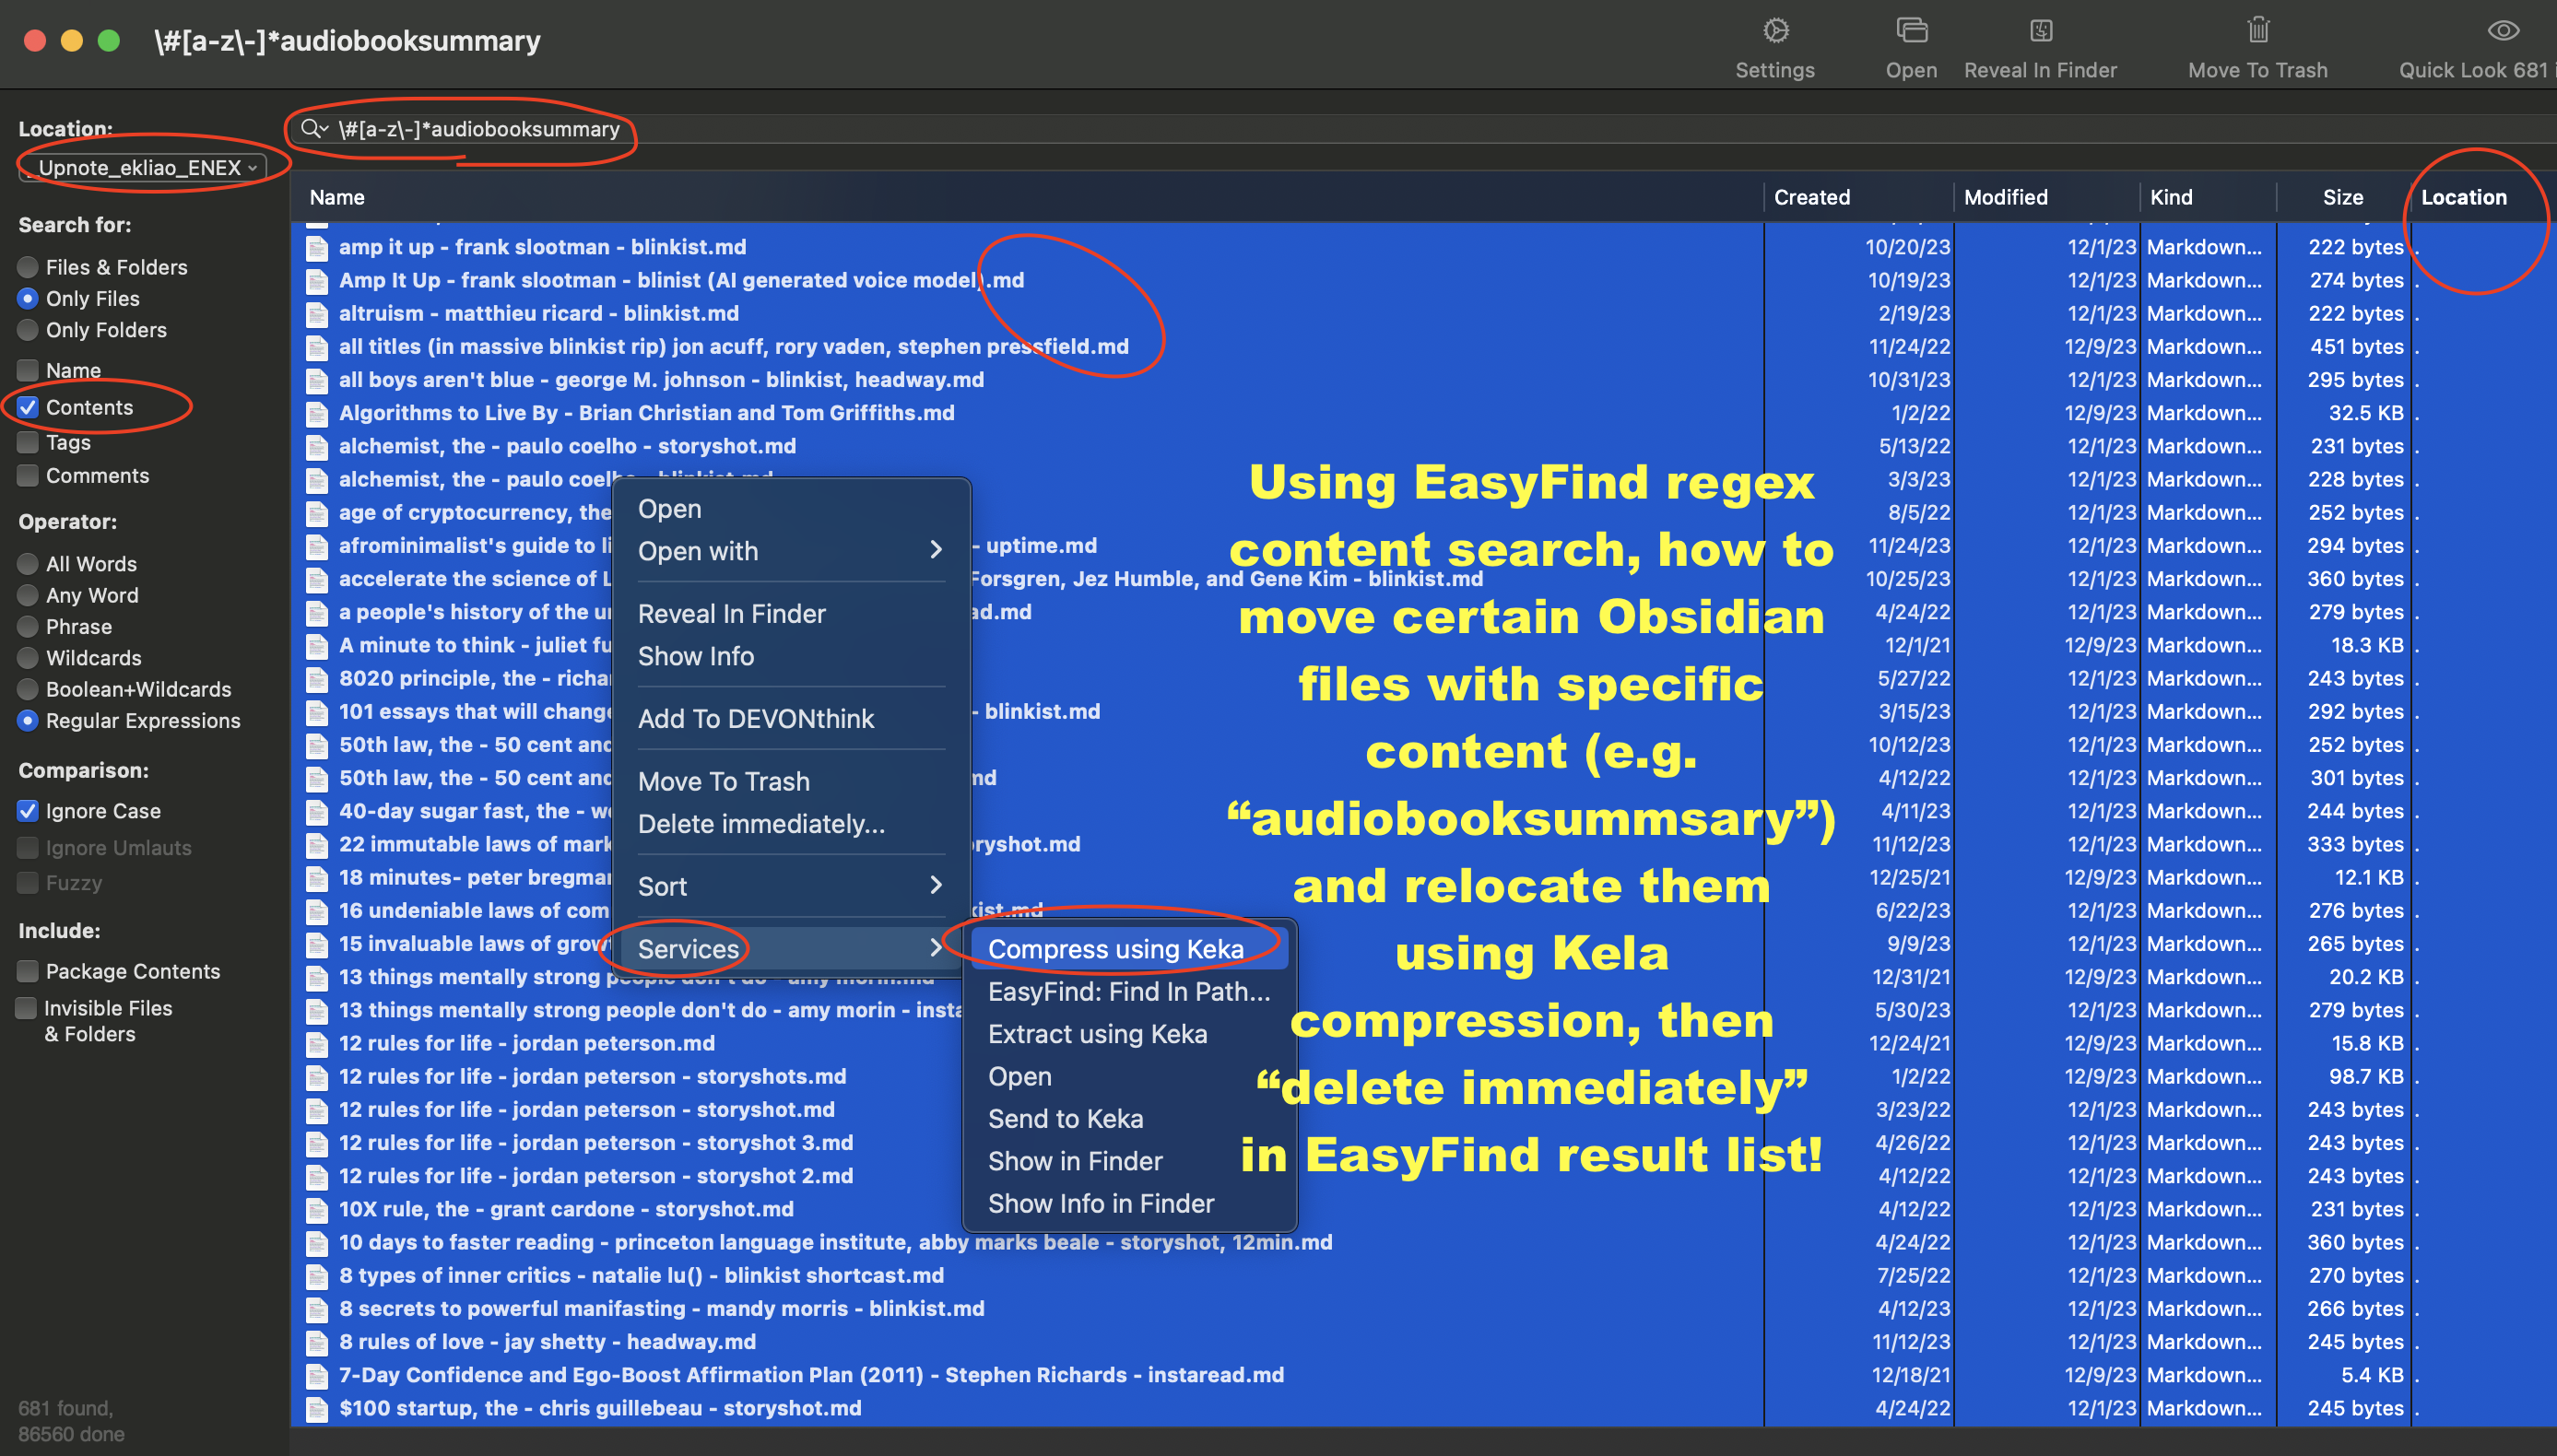 \#[a-z\-]*audiobooksummary
Settings
Open
Reveal In Finder
Move To Trash
Quick Look 681 i
Location:
_Upnote_ekliao_ENEX
\#[a-z\-]*audiobooksummary
Search for:
Files & Folders
Only Files
Only Folders
Name
Contents
Tags
Comments
Operator:
All Words
Any Word
Phrase
Wildcards
Boolean+Wildcards
Regular Expressions
Comparison:
Ignore Case
Ignore Umlauts
Fuzzy
Include:
Package Contents
Invisible Files
& Folders
681 found,
86560 done
Name Created Modified Kind Size Location
amp it up - frank slootman - blinkist.md 10/20/23 12/1/23 Markdown... 222 bytes .
Amp It Up - frank slootman - blinist (AI generated voice model).md 10/19/23 12/1/23 Markdown... 274 bytes .
altruism - matthieu ricard - blinkist.md 2/19/23 12/1/23 Markdown... 222 bytes .
all titles (in massive blinkist rip) jon acuff, rory vaden, stephen pressfield.md 11/24/22 12/9/23 Markdown... 451 bytes .
all boys aren't blue - george M. johnson - blinkist, headway.md 10/31/23 12/1/23 Markdown... 295 bytes .
Algorithms to Live By - Brian Christian and Tom Griffiths.md 1/2/22 12/9/23 Markdown... 32.5 KB .
alchemist, the - paulo coelho - storyshot.md 5/13/22 12/1/23 Markdown... 231 bytes .
alchemist, the - paulo coelho - blinkist.md 3/3/23 12/1/23 Markdown... 228 bytes .
age of cryptocurrency, the 8/5/22 12/1/23 Markdown... 252 bytes .
afrominimalist's guide to li - uptime.md 11/24/23 12/1/23 Markdown... 294 bytes .
accelerate the science of L Forsgren, Jez Humble, and Gene Kim - blinkist.md 10/25/23 12/1/23 Markdown... 360 bytes .
a people's history of the un ad.md 4/24/22 12/1/23 Markdown... 279 bytes .
A minute to think - juliet fu 12/1/21 12/9/23 Markdown... 18.3 KB .
8020 principle, the - richar 5/27/22 12/1/23 Markdown... 243 bytes .
101 essays that will change - blinkist.md 3/15/23 12/1/23 Markdown... 292 bytes .
50th law, the - 50 cent and 10/12/23 12/1/23 Markdown... 252 bytes .
50th law, the - 50 cent and md 4/12/22 12/1/23 Markdown... 301 bytes .
40-day sugar fast, the - we 4/11/23 12/1/23 Markdown... 244 bytes .
22 immutable laws of mark oryshot.md 11/12/23 12/1/23 Markdown... 333 bytes .
18 minutes- peter bregman 12/25/21 12/9/23 Markdown... 12.1 KB .
16 undeniable laws of com kist.md 6/22/23 12/1/23 Markdown... 276 bytes .
15 invaluable laws of growt 9/9/23 12/1/23 Markdown... 265 bytes .
13 things mentally strong people don't do - amy morin.md 12/31/21 12/9/23 Markdown... 20.2 KB .
13 things mentally strong people don't do - amy morin - insta 5/30/23 12/1/23 Markdown... 279 bytes .
12 rules for life - jordan peterson.md 12/24/21 12/9/23 Markdown... 15.8 KB .
12 rules for life - jordan peterson - storyshots.md 1/2/22 12/9/23 Markdown... 98.7 KB .
12 rules for life - jordan peterson - storyshot.md 3/23/22 12/1/23 Markdown... 243 bytes .
12 rules for life - jordan peterson - storyshot 3.md 4/26/22 12/1/23 Markdown... 243 bytes .
12 rules for life - jordan peterson - storyshot 2.md 4/12/22 12/1/23 Markdown... 243 bytes .
10X rule, the - grant cardone - storyshot.md 4/12/22 12/1/23 Markdown... 231 bytes .
10 days to faster reading - princeton language institute, abby marks beale - storyshot, 12min.md 4/24/22 12/1/23 Markdown... 360 bytes .
8 types of inner critics - natalie lu() - blinkist shortcast.md 7/25/22 12/1/23 Markdown... 270 bytes .
8 secrets to powerful manifasting - mandy morris - blinkist.md 4/12/23 12/1/23 Markdown... 266 bytes .
8 rules of love - jay shetty - headway.md 11/12/23 12/1/23 Markdown... 245 bytes .
7-Day Confidence and Ego-Boost Affirmation Plan (2011) - Stephen Richards - instaread.md 12/18/21 12/9/23 Markdown... 5.4 KB .
$100 startup, the - chris guillebeau - storyshot.md 4/24/22 12/1/23 Markdown... 245 bytes .
Open
Open with
Reveal In Finder
Show Info
Add To DEVONthink
Move To Trash
Delete immediately...
Sort
Services
Compress using Keka
EasyFind: Find In Path...
Extract using Keka
Open
Send to Keka
Show in Finder
Show Info in Finder
Using EasyFind regex
content search, how to
move certain Obsidian
files with specific
content (e.g.
“audiobooksummsary”)
and relocate them
using Kela
compression, then
“delete immediately”
in EasyFind result list!